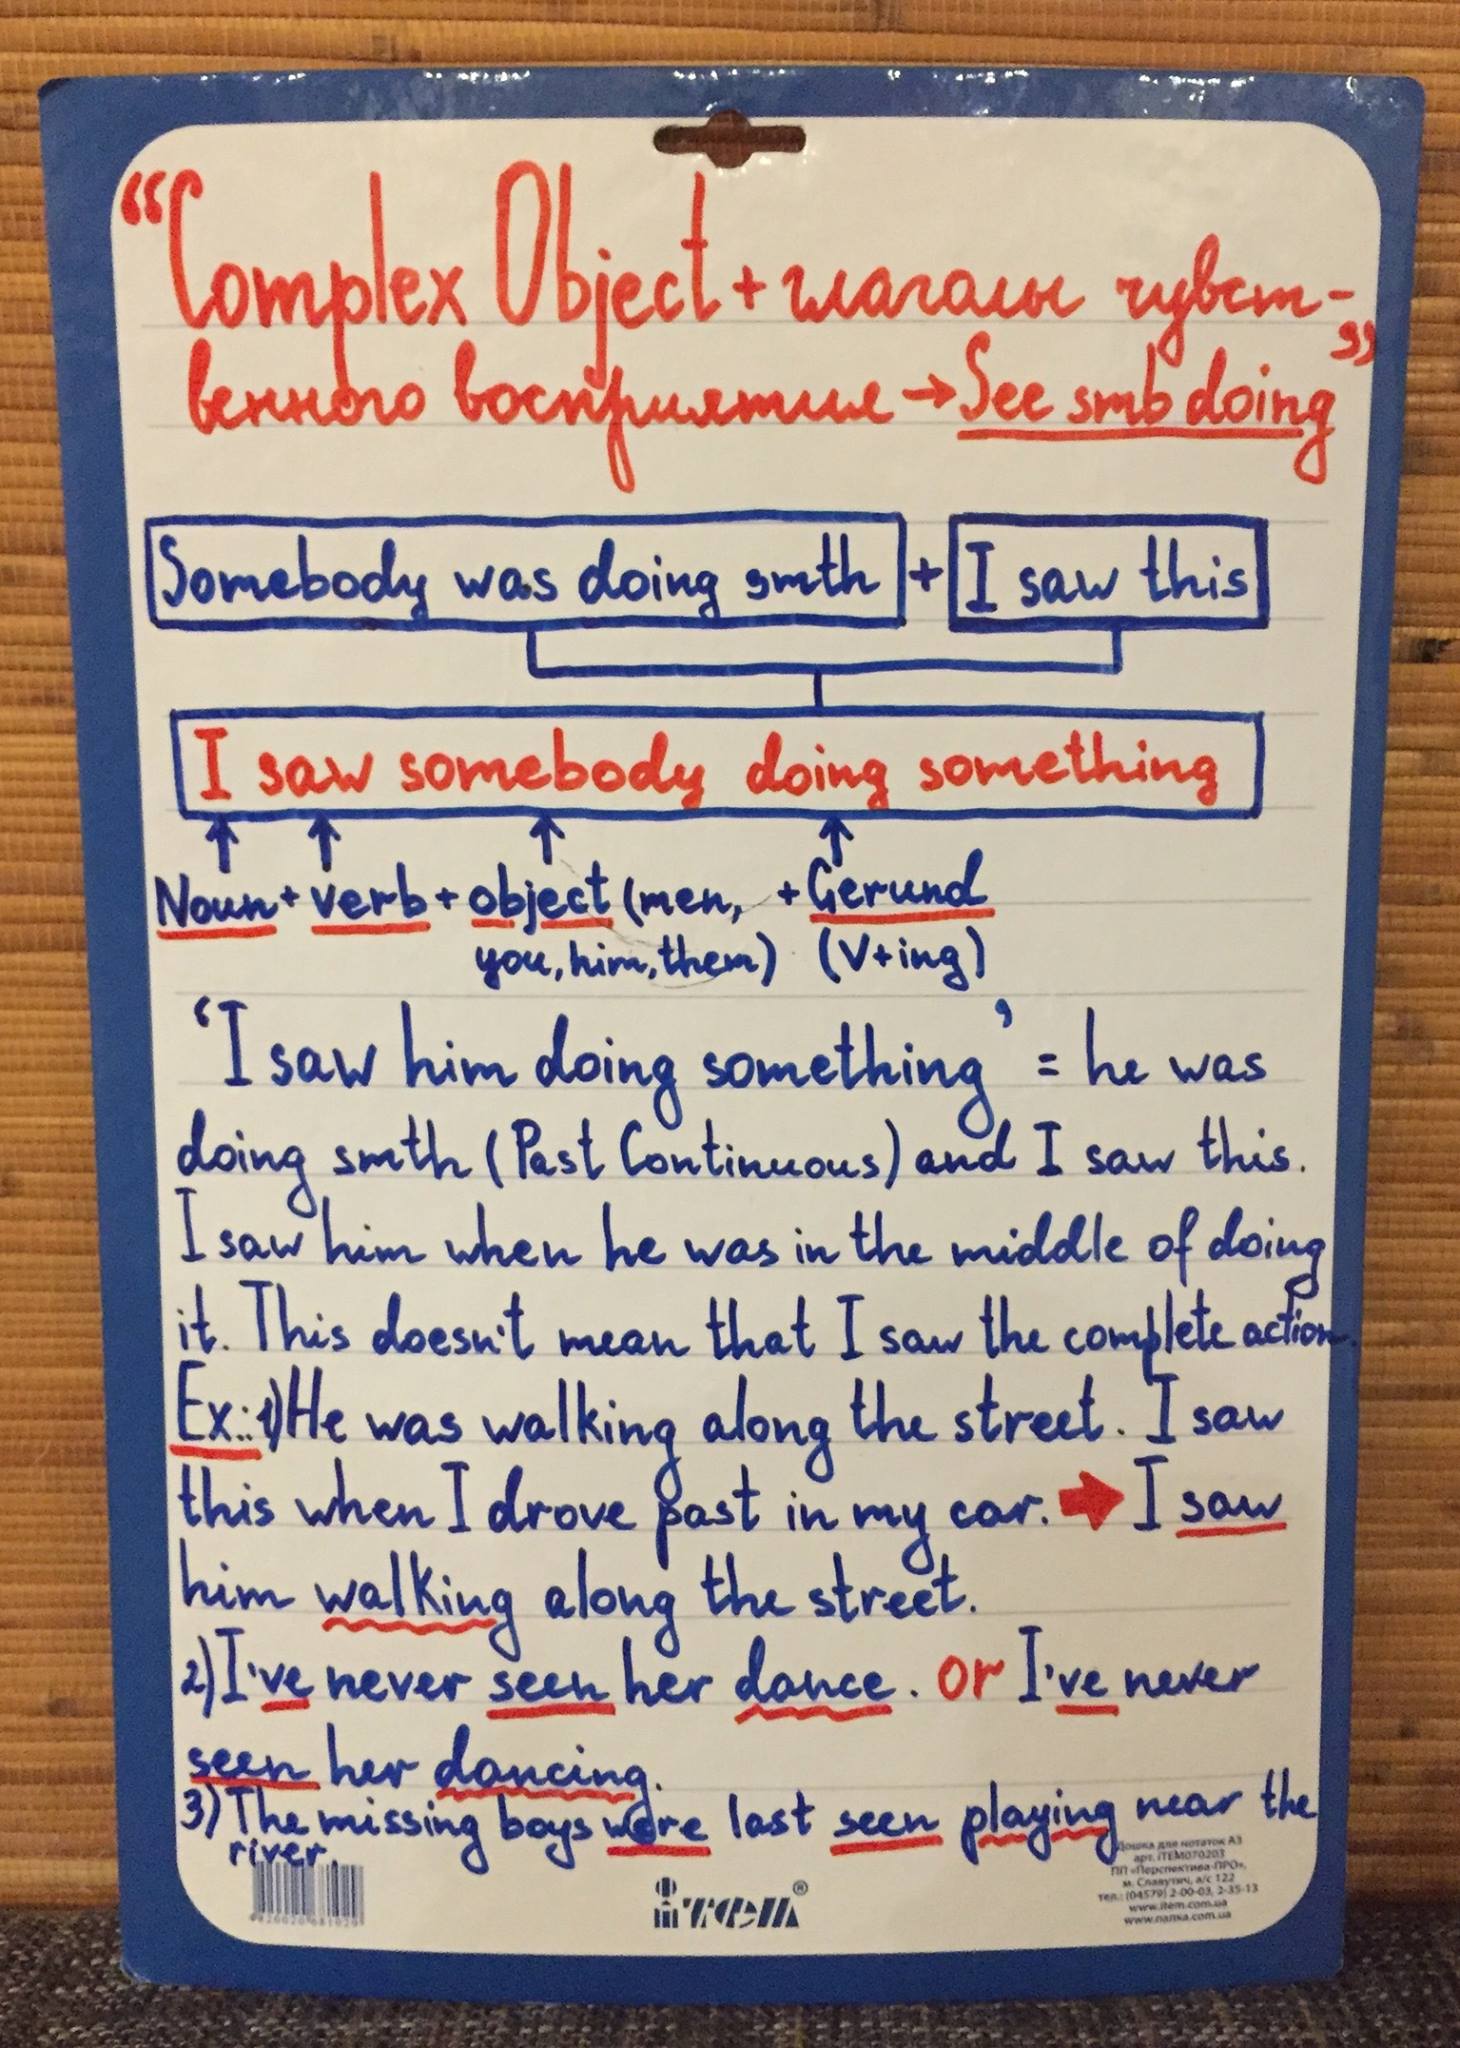 “Complex Object + глаголы чувст-
венного восприятия → See smb doing”
Somebody was doing smth + I saw this
I saw somebody doing something
Noun + verb + object (men, + Gerund
you, him, them) (V+ing)
‘I saw him doing something’ = he was
doing smth (Past Continuous) and I saw this.
I saw him when he was in the middle of doing
it. This doesn't mean that I saw the complete action.
Ex.: 1) He was walking along the street. I saw
this when I drove past in my car. ➡ I saw
him walking along the street.
2) I've never seen her dance. or I've never
seen her dancing.
3) The missing boys were last seen playing near the
river.
Дошка для нотаток А3
арт. iTEM070203
ПП «Перспектива-ПРО»,
м. Славутич, а/с 122
тел.: (04579) 2-00-03, 2-35-13
www.item.com.ua
www.папка.com.ua
iтем®